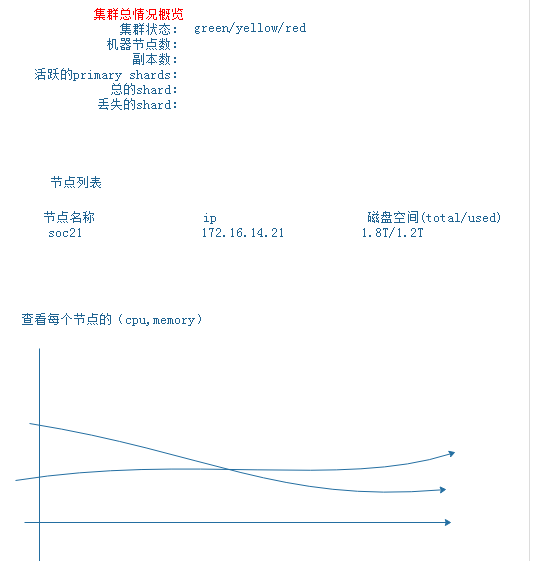 集群总情况概览
集群状态: green/yellow/red
机器节点数:
副本数:
活跃的primary shards:
总的shard:
丢失的shard:
节点列表
节点名称 ip 磁盘空间(total/used)
soc21 172.16.14.21 1.8T/1.2T
查看每个节点的（cpu,memory）